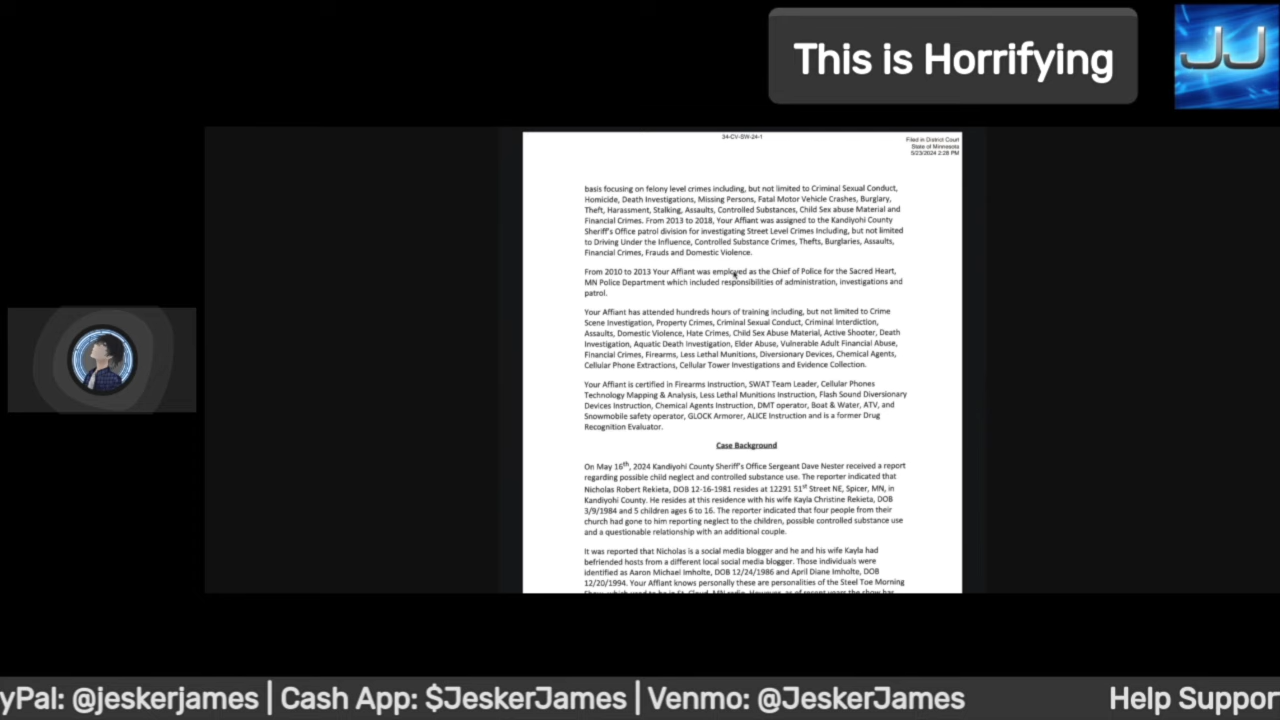 This is Horrifying
JJ
34-CV-SW-24-1
Filed in District Court
State of Minnesota
5/23/2024 2:28 PM
basis focusing on felony level crimes including, but not limited to Criminal Sexual Conduct,
Homicide, Death Investigations, Missing Persons, Fatal Motor Vehicle Crashes, Burglary,
Theft, Harassment, Stalking, Assaults, Controlled Substances, Child Sex abuse Material and
Financial Crimes. From 2013 to 2018, Your Affiant was assigned to the Kandiyohi County
Sheriff's Office patrol division for investigating Street Level Crimes Including, but not limited
to Driving Under the Influence, Controlled Substance Crimes, Thefts, Burglaries, Assaults,
Financial Crimes, Frauds and Domestic Violence.
From 2010 to 2013 Your Affiant was employed as the Chief of Police for the Sacred Heart,
MN Police Department which included responsibilities of administration, investigations and
patrol.
Your Affiant has attended hundreds hours of training including, but not limited to Crime
Scene Investigation, Property Crimes, Criminal Sexual Conduct, Criminal Interdiction,
Assaults, Domestic Violence, Hate Crimes, Child Sex Abuse Material, Active Shooter, Death
Investigation, Aquatic Death Investigation, Elder Abuse, Vulnerable Adult Financial Abuse,
Financial Crimes, Firearms, Less Lethal Munitions, Diversionary Devices, Chemical Agents,
Cellular Phone Extractions, Cellular Tower Investigations and Evidence Collection.
Your Affiant is certified in Firearms Instruction, SWAT Team Leader, Cellular Phones
Technology Mapping & Analysis, Less Lethal Munitions Instruction, Flash Sound Diversionary
Devices Instruction, Chemical Agents Instruction, DMT operator, Boat & Water, ATV, and
Snowmobile safety operator, GLOCK Armorer, ALICE Instruction and is a former Drug
Recognition Evaluator.
Case Background
On May 16th, 2024 Kandiyohi County Sheriff's Office Sergeant Dave Nester received a report
regarding possible child neglect and controlled substance use. The reporter indicated that
Nicholas Robert Rekieta, DOB 12-16-1981 resides at 12291 51st Street NE, Spicer, MN, in
Kandiyohi County. He resides at this residence with his wife Kayla Christine Rekieta, DOB
3/9/1984 and 5 children ages 6 to 16. The reporter indicated that four people from their
church had gone to him reporting neglect to the children, possible controlled substance use
and a questionable relationship with an additional couple.
It was reported that Nicholas is a social media blogger and he and his wife Kayla had
befriended hosts from a different local social media blogger. Those individuals were
identified as Aaron Michael Imholte, DOB 12/24/1986 and April Diane Imholte, DOB
12/20/1994. Your Affiant knows personally these are personalities of the Steel Toe Morning
Show which used to be in St. Cloud, MN radio. However, as of recent years the show has
yPal: @jeskerjames | Cash App: $JeskerJames | Venmo: @JeskerJames
Help Suppor